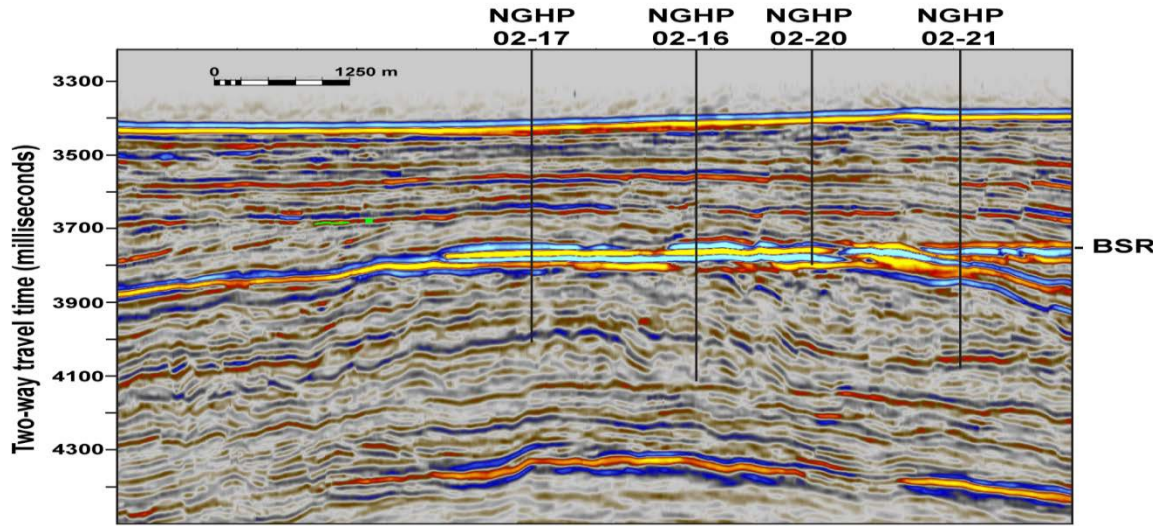 NGHP NGHP NGHP NGHP
02-17 02-16 02-20 02-21
0 1250 m
3300
3500
3700
3900
4100
4300
Two-way travel time (milliseconds)
BSR